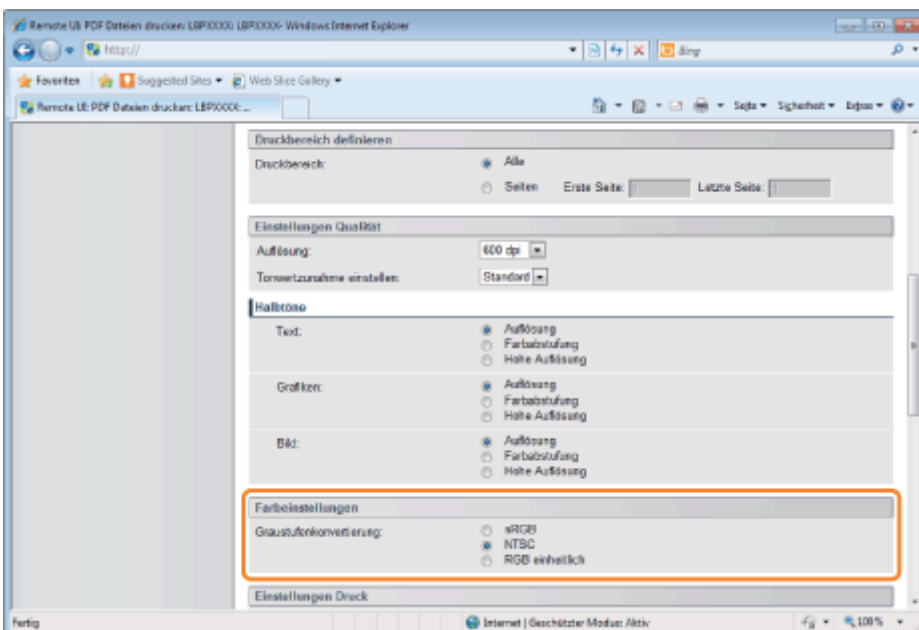 Remote UI: PDF Dateien drucken: LBPXXXX: LBPXXXX- Windows Internet Explorer
http://
Bing
Favoriten Suggested Sites Web Slice Gallery
Remote UI: PDF Dateien drucken: LBPXXXX: ... Seite Sicherheit Extras
Druckbereich definieren
Druckbereich: Alle
Seiten Erste Seite: 1 Letzte Seite: 1
Einstellungen Qualität
Auflösung: 600 dpi
Tonwertzunahme einstellen: Standard
Halbtöne
Text: Auflösung
Farbabstufung
Hohe Auflösung
Grafiken: Auflösung
Farbabstufung
Hohe Auflösung
Bild: Auflösung
Farbabstufung
Hohe Auflösung
Farbeinstellungen
Graustufenkonvertierung: sRGB
NTSC
RGB einheitlich
Einstellungen Druck
Fertig Internet | Geschützter Modus: Aktiv 100%